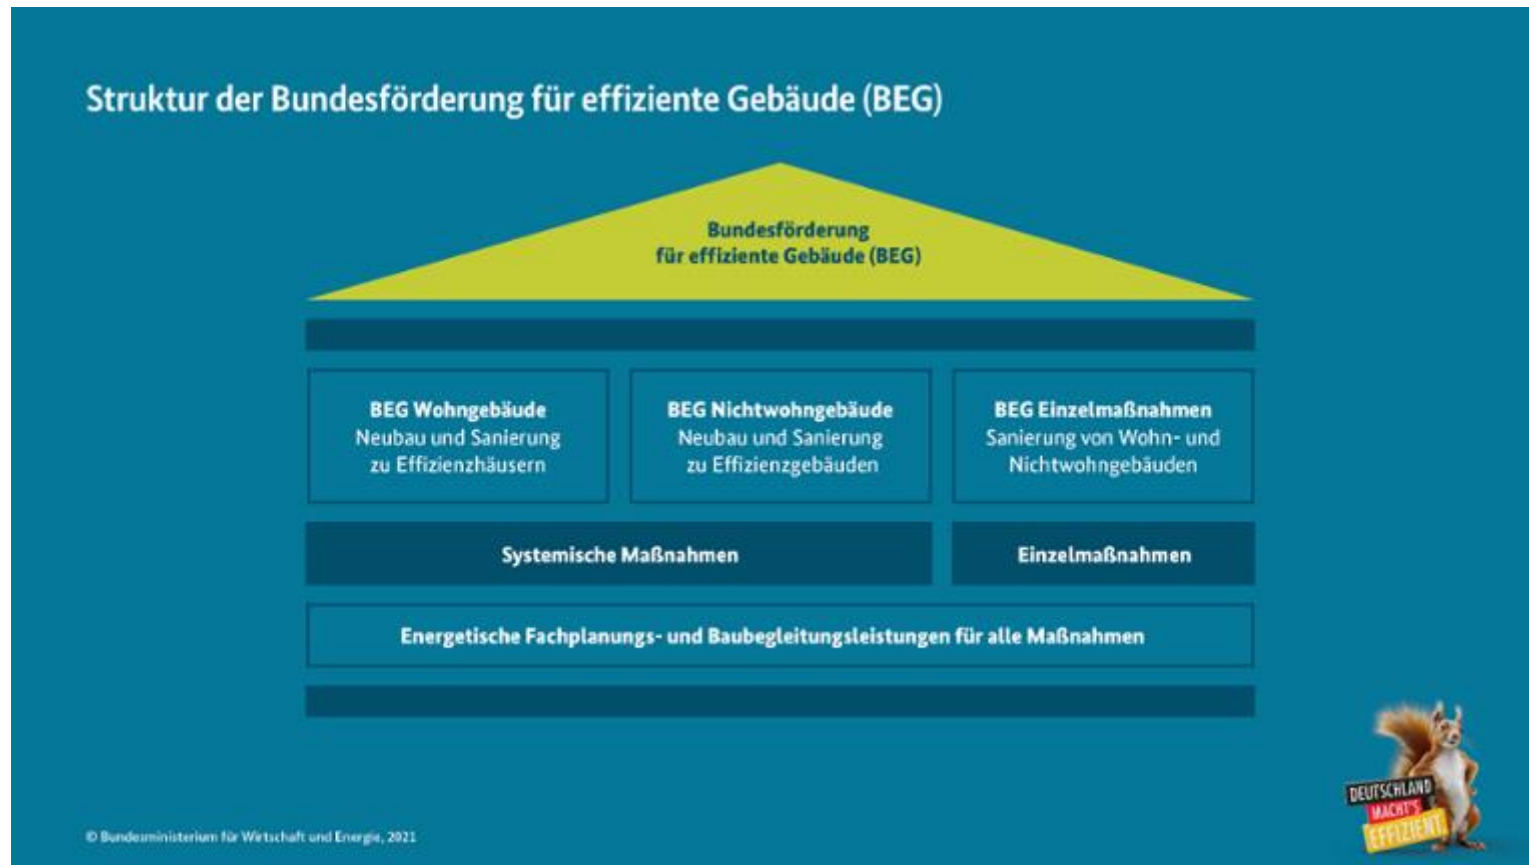 Struktur der Bundesförderung für effiziente Gebäude (BEG)
Bundesförderung
für effiziente Gebäude (BEG)
BEG Wohngebäude
Neubau und Sanierung
zu Effizienzhäusern
BEG Nichtwohngebäude
Neubau und Sanierung
zu Effizienzgebäuden
BEG Einzelmaßnahmen
Sanierung von Wohn- und
Nichtwohngebäuden
Systemische Maßnahmen
Einzelmaßnahmen
Energetische Fachplanungs- und Baubegleitungsleistungen für alle Maßnahmen
DEUTSCHLAND
MACHT'S
EFFIZIENT.
© Bundesministerium für Wirtschaft und Energie, 2021